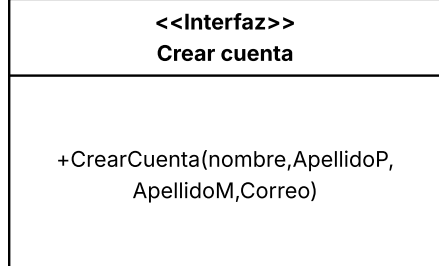 <<Interfaz>>
Crear cuenta
+CrearCuenta(nombre,ApellidoP,
ApellidoM,Correo)